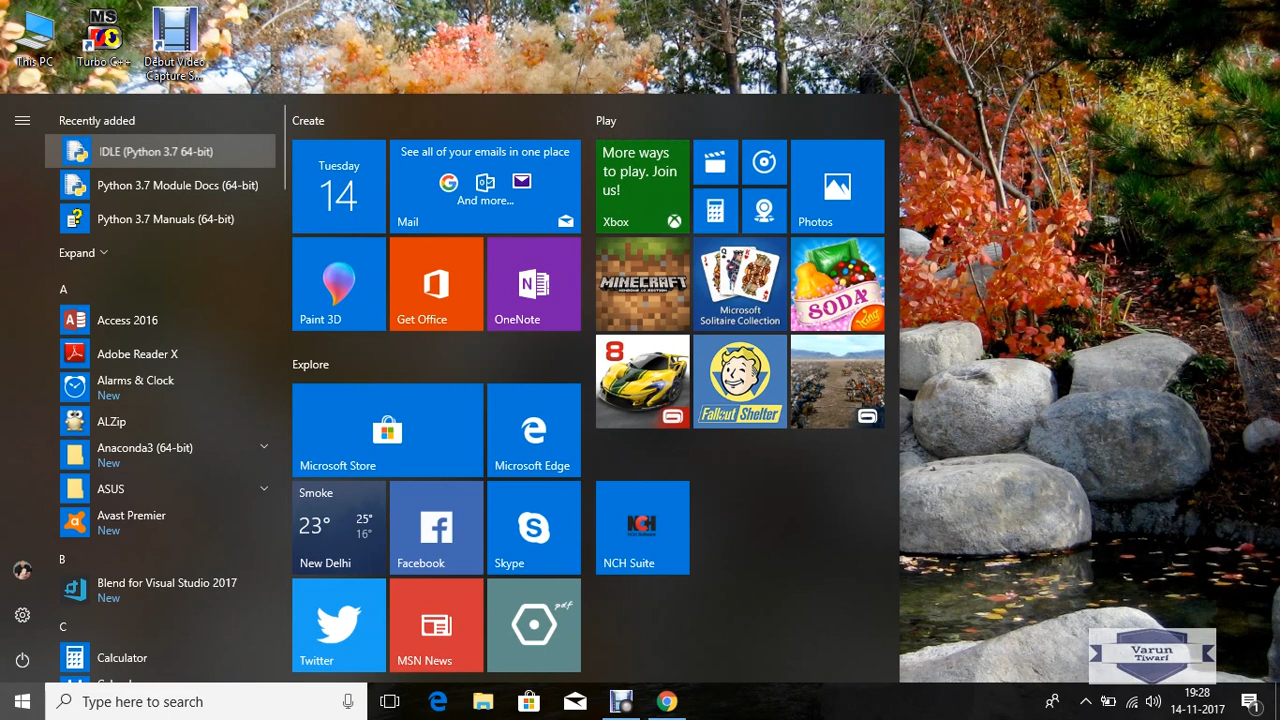 This PC
MS
Turbo C++
Debut Video
Capture S...
Recently added
IDLE (Python 3.7 64-bit)
Python 3.7 Module Docs (64-bit)
Python 3.7 Manuals (64-bit)
Expand
A
Access 2016
Adobe Reader X
Alarms & Clock
New
ALZip
Anaconda3 (64-bit)
New
ASUS
Avast Premier
New
B
Blend for Visual Studio 2017
New
C
Calculator
Create
Tuesday
14
See all of your emails in one place
And more...
Mail
Paint 3D
Get Office
OneNote
Explore
Microsoft Store
Microsoft Edge
Smoke
23°
25°
16°
New Delhi
Facebook
Skype
Twitter
MSN News
pdf
Play
More ways
to play. Join
us!
Xbox
Photos
MINECRAFT
Microsoft
Solitaire Collection
SODA
King
8
Fallout Shelter
NCH
NCH Suite
Varun
Tiwari
Type here to search
19:28
14-11-2017
1